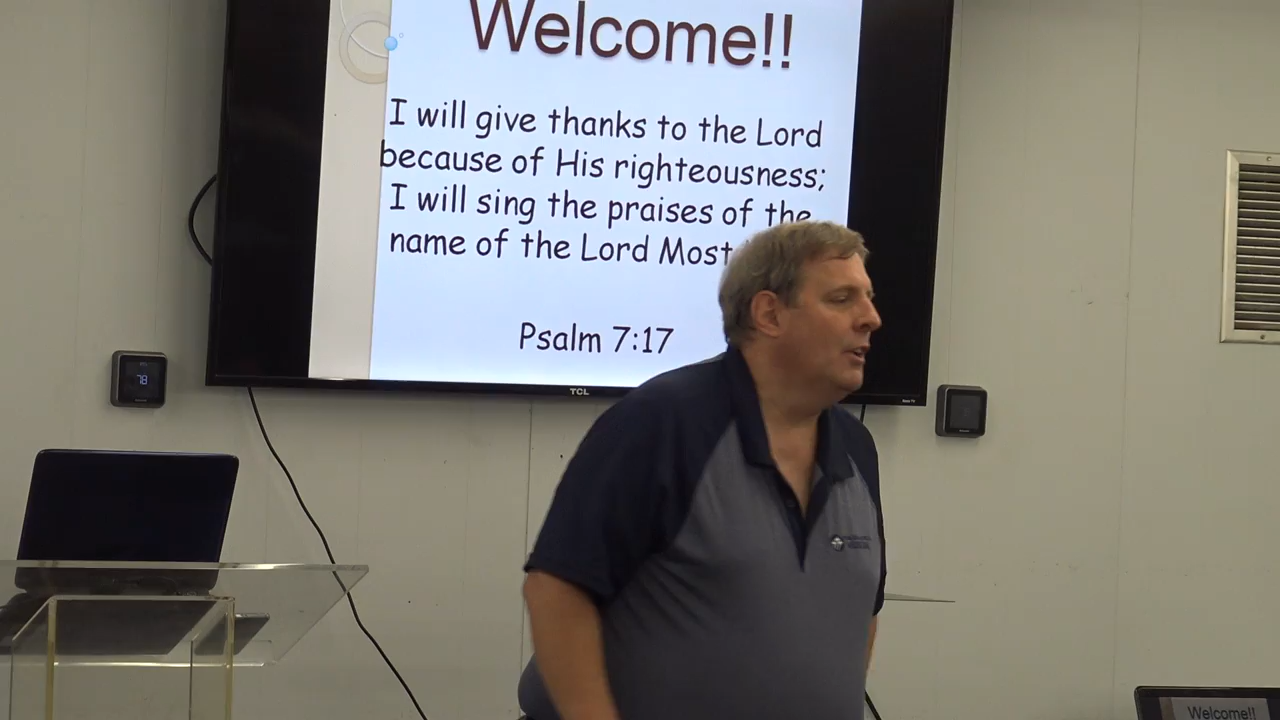 Welcome!!
I will give thanks to the Lord
because of His righteousness;
I will sing the praises of the
name of the Lord Most
Psalm 7:17
TCL
78
Welcome!!